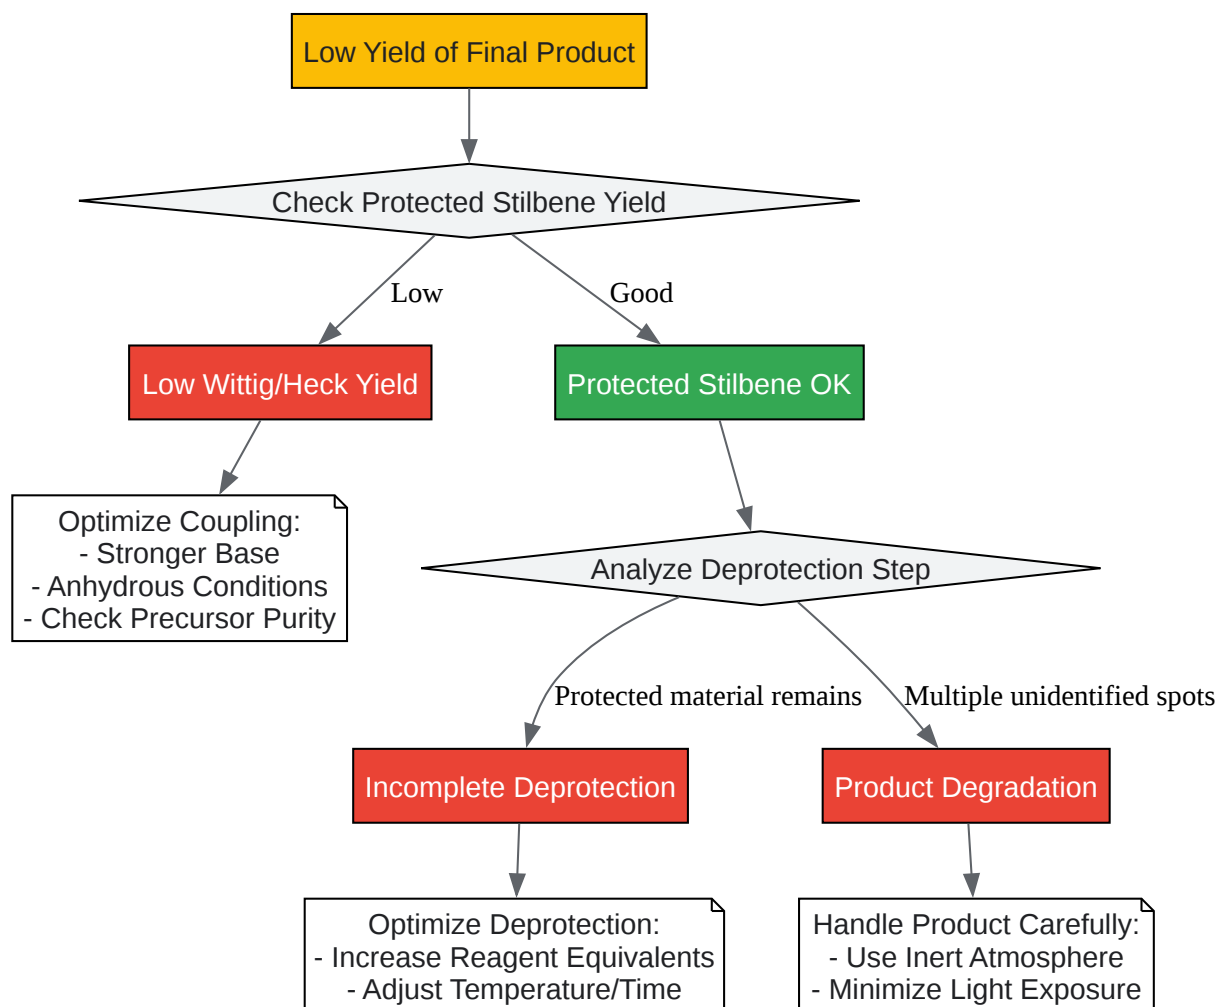 Low Yield of Final Product
Check Protected Stilbene Yield
Low
Good
Low Wittig/Heck Yield
Protected Stilbene OK
Optimize Coupling:
- Stronger Base
- Anhydrous Conditions
- Check Precursor Purity
Analyze Deprotection Step
Protected material remains
Multiple unidentified spots
Incomplete Deprotection
Product Degradation
Optimize Deprotection:
- Increase Reagent Equivalents
- Adjust Temperature/Time
Handle Product Carefully:
- Use Inert Atmosphere
- Minimize Light Exposure